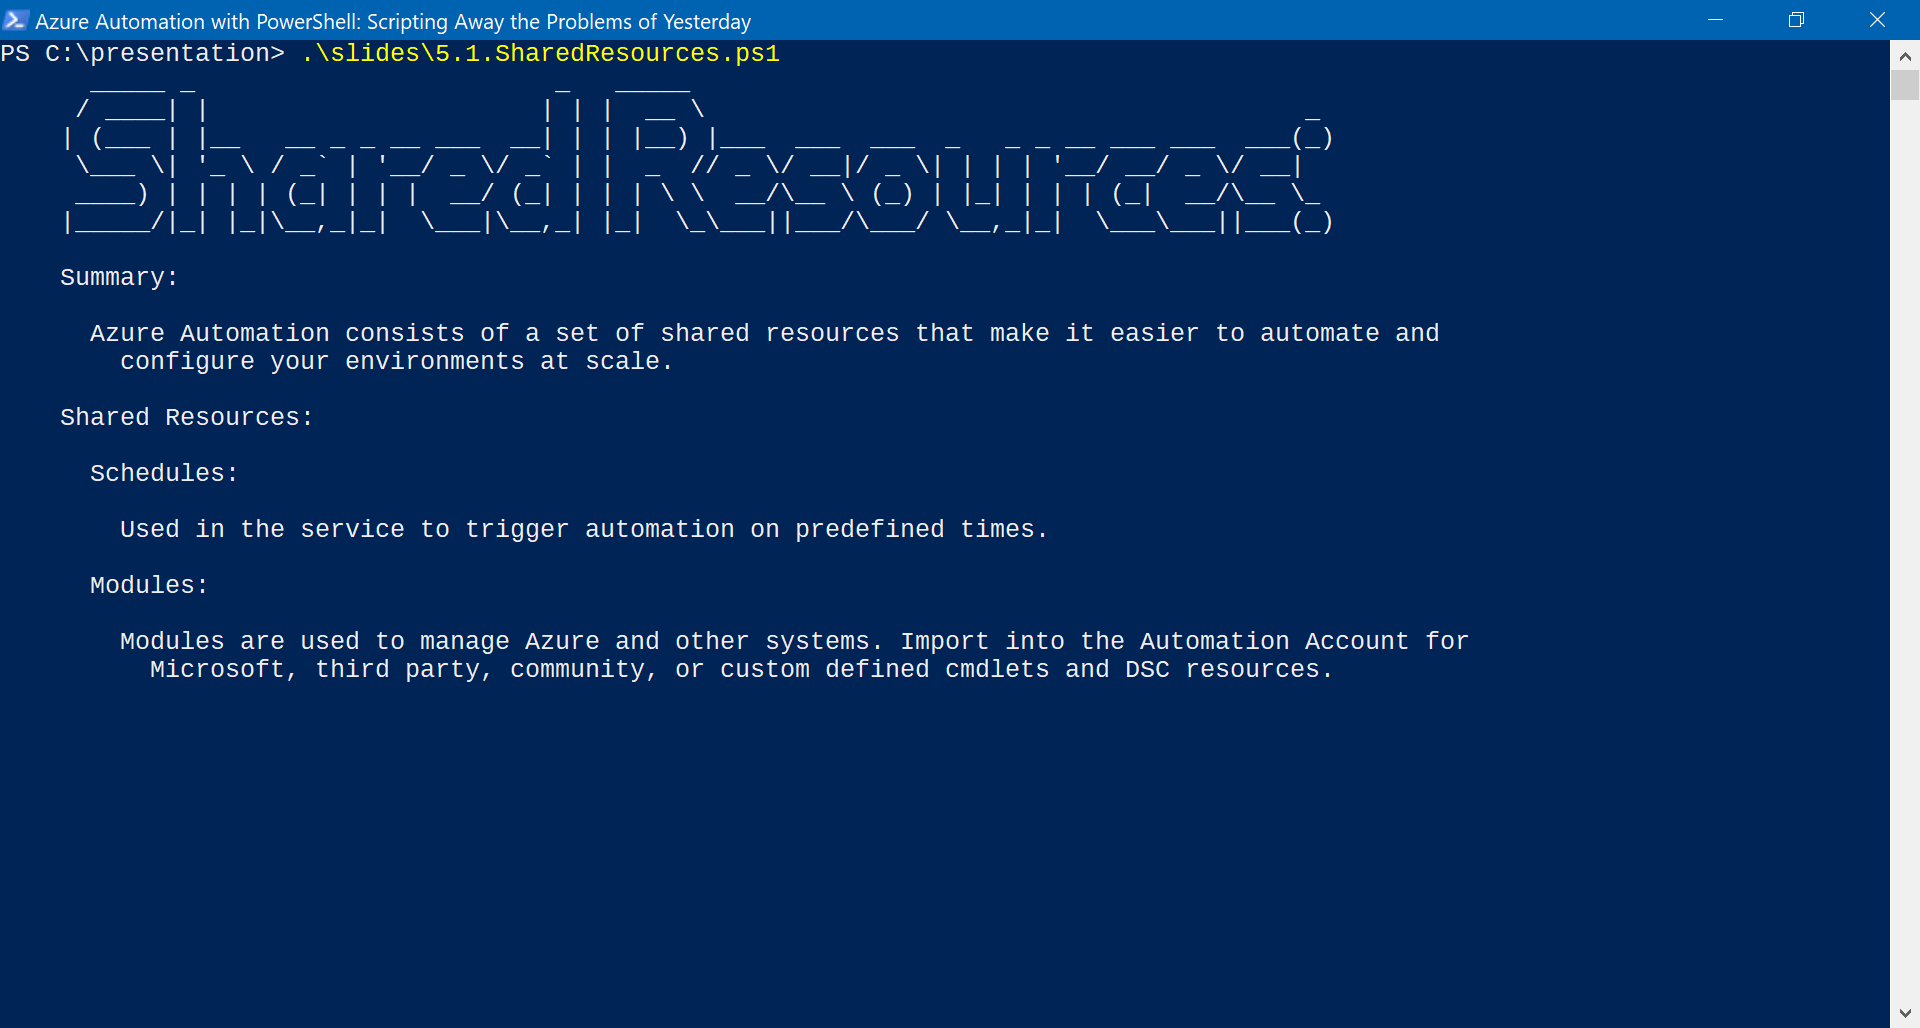 Azure Automation with PowerShell: Scripting Away the Problems of Yesterday
PS C:\presentation> .\slides\5.1.SharedResources.ps1
Shared Resources:
Summary:
Azure Automation consists of a set of shared resources that make it easier to automate and
configure your environments at scale.
Shared Resources:
Schedules:
Used in the service to trigger automation on predefined times.
Modules:
Modules are used to manage Azure and other systems. Import into the Automation Account for
Microsoft, third party, community, or custom defined cmdlets and DSC resources.